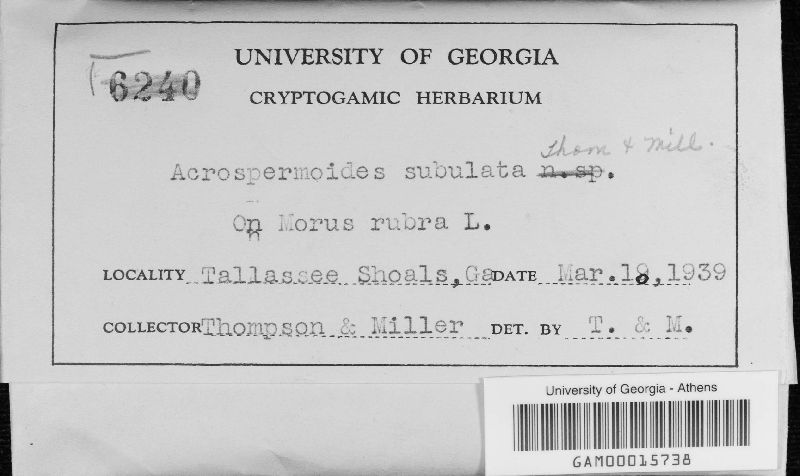 UNIVERSITY OF GEORGIA
6240
CRYPTOGAMIC HERBARIUM
Thom & Mill.
Acrospermoides subulata n.sp.
On Morus rubra L.
LOCALITY Tallassee Shoals, Ga DATE Mar.18,1939
COLLECTOR Thompson & Miller DET. BY T. & M.
University of Georgia - Athens
GAM00015738